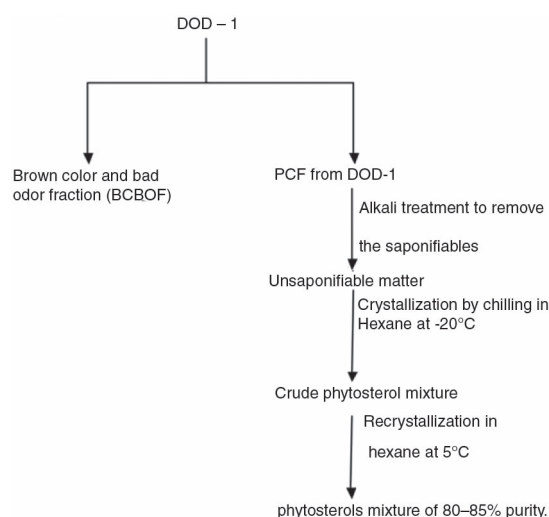 DOD – 1
Brown color and bad
odor fraction (BCBOF)
PCF from DOD-1
Alkali treatment to remove
the saponifiables
Unsaponifiable matter
Crystallization by chilling in
Hexane at -20°C
Crude phytosterol mixture
Recrystallization in
hexane at 5°C
phytosterols mixture of 80–85% purity.